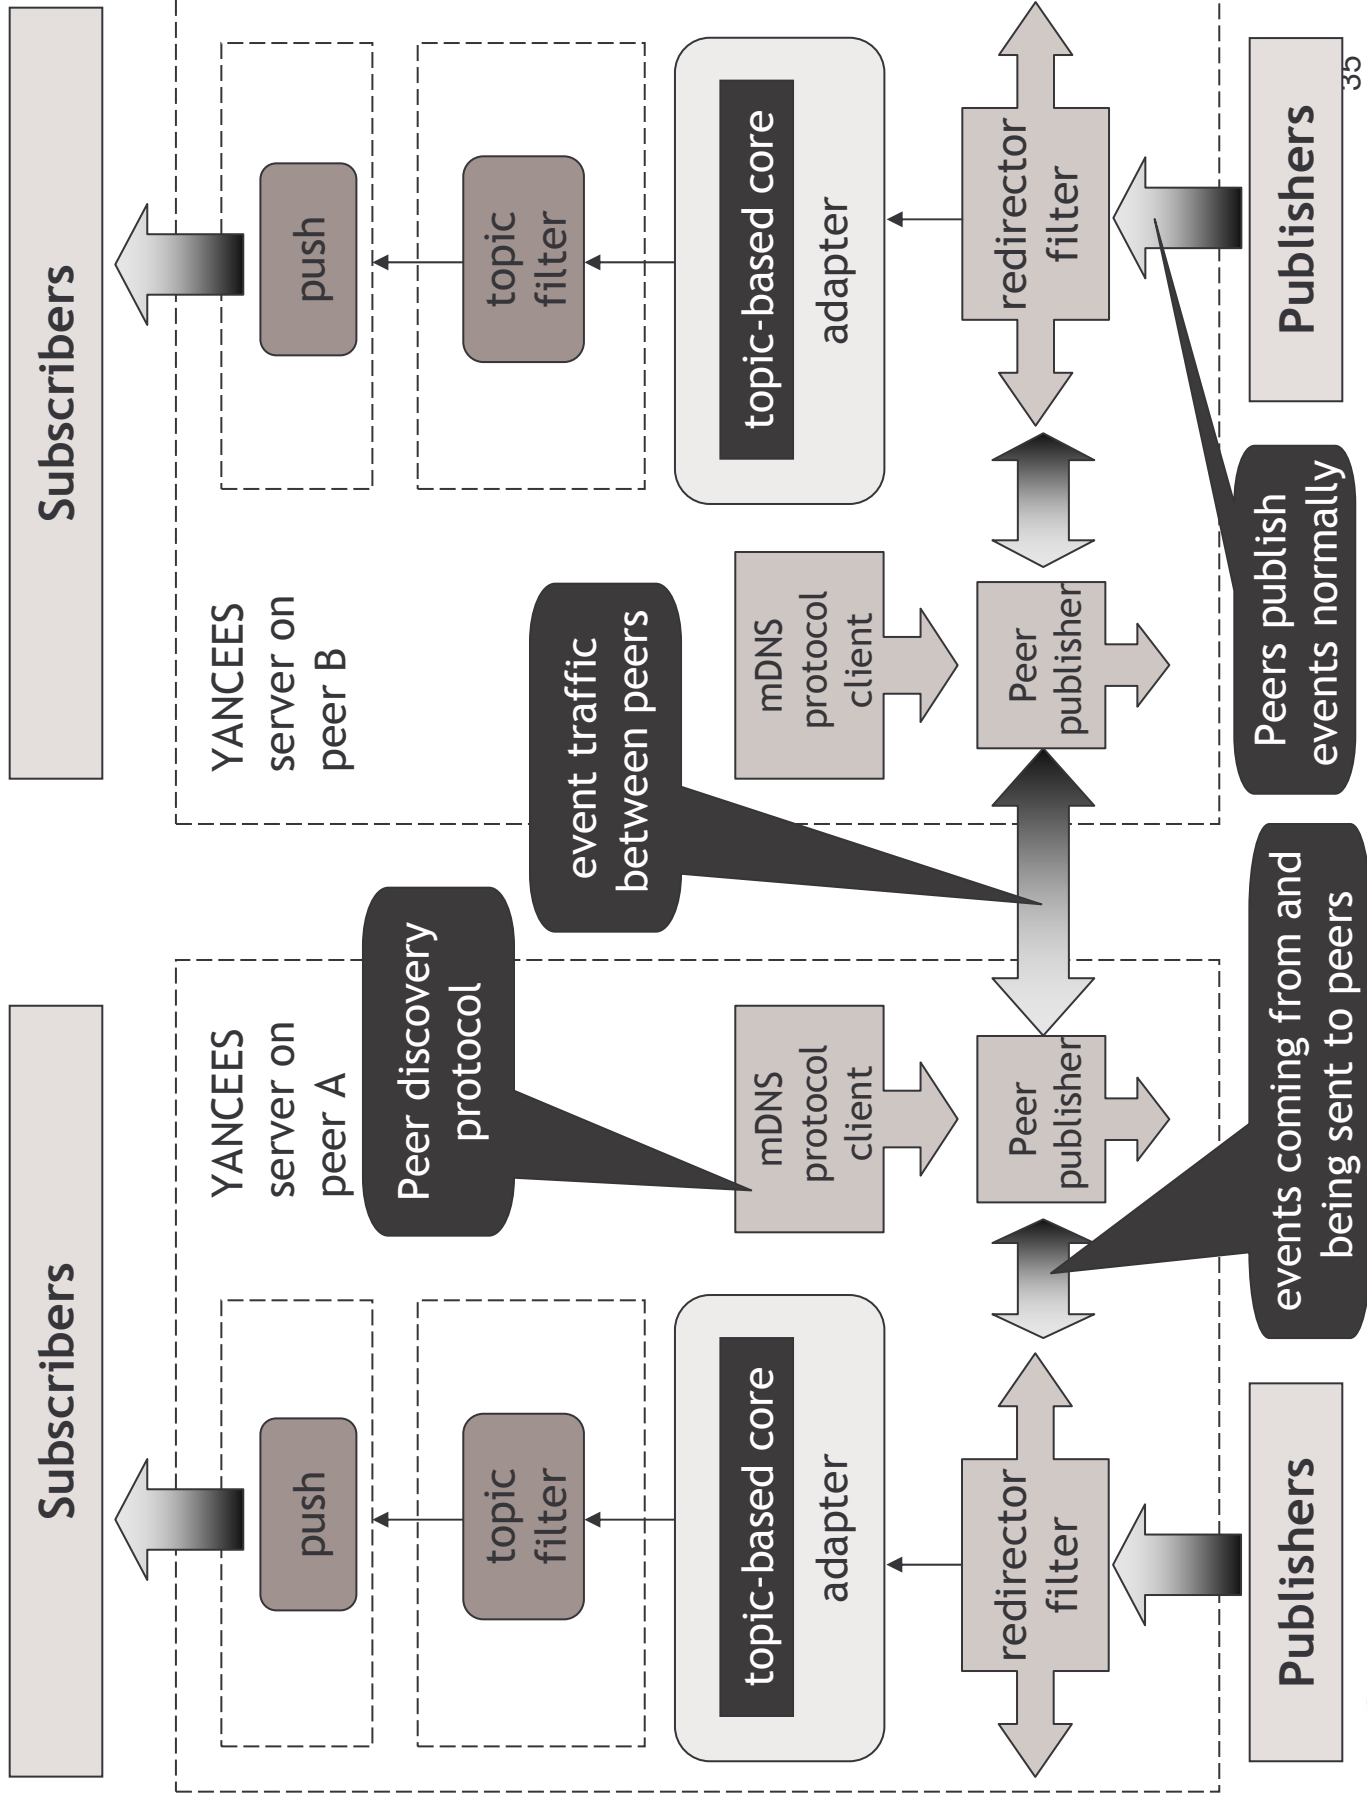 Subscribers
Subscribers
YANCEES
server on
peer A
YANCEES
server on
peer B
push
push
Peer discovery
protocol
topic
filter
topic
filter
event traffic
between peers
topic-based core
adapter
mDNS
protocol
client
mDNS
protocol
client
topic-based core
adapter
redirector
filter
Peer
publisher
Peer
publisher
redirector
filter
Publishers
events coming from and
being sent to peers
Peers publish
events normally
Publishers
35